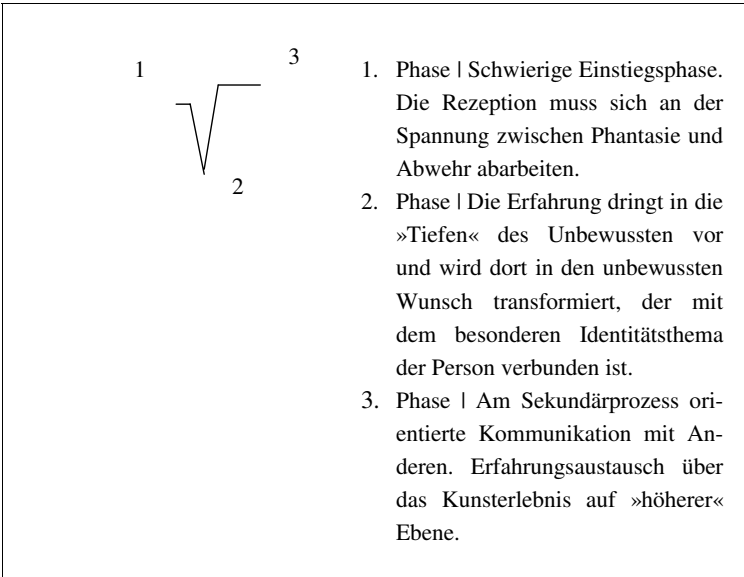 1
3
2
1. Phase | Schwierige Einstiegsphase.
Die Rezeption muss sich an der
Spannung zwischen Phantasie und
Abwehr abarbeiten.
2. Phase | Die Erfahrung dringt in die
»Tiefen« des Unbewussten vor
und wird dort in den unbewussten
Wunsch transformiert, der mit
dem besonderen Identitätsthema
der Person verbunden ist.
3. Phase | Am Sekundärprozess ori-
entierte Kommunikation mit An-
deren. Erfahrungsaustausch über
das Kunsterlebnis auf »höherer«
Ebene.